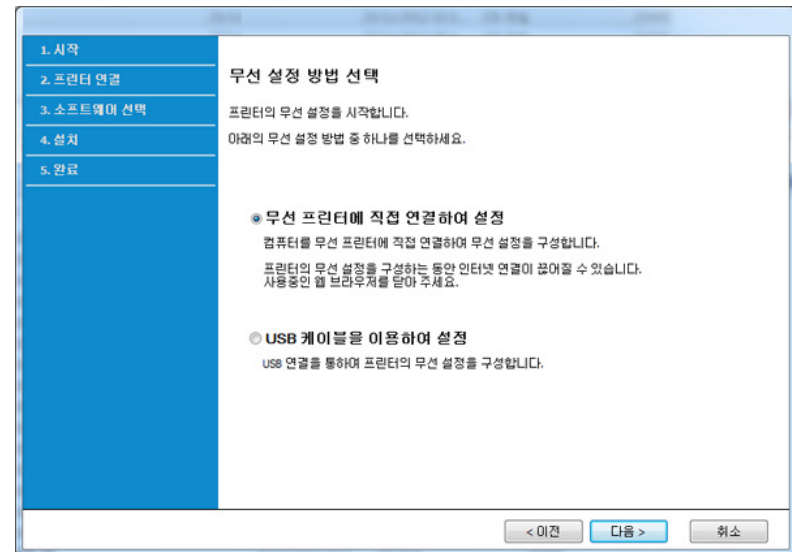 1. 시작
2. 프린터 연결
3. 소프트웨어 선택
4. 설치
5. 완료
무선 설정 방법 선택
프린터의 무선 설정을 시작합니다.
아래의 무선 설정 방법 중 하나를 선택하세요.
무선 프린터에 직접 연결하여 설정
컴퓨터를 무선 프린터에 직접 연결하여 무선 설정을 구성합니다.
프린터의 무선 설정을 구성하는 동안 인터넷 연결이 끊어질 수 있습니다.
사용중인 웹 브라우저를 닫아 주세요.
USB 케이블을 이용하여 설정
USB 연결을 통하여 프린터의 무선 설정을 구성합니다.
< 이전
다음 >
취소